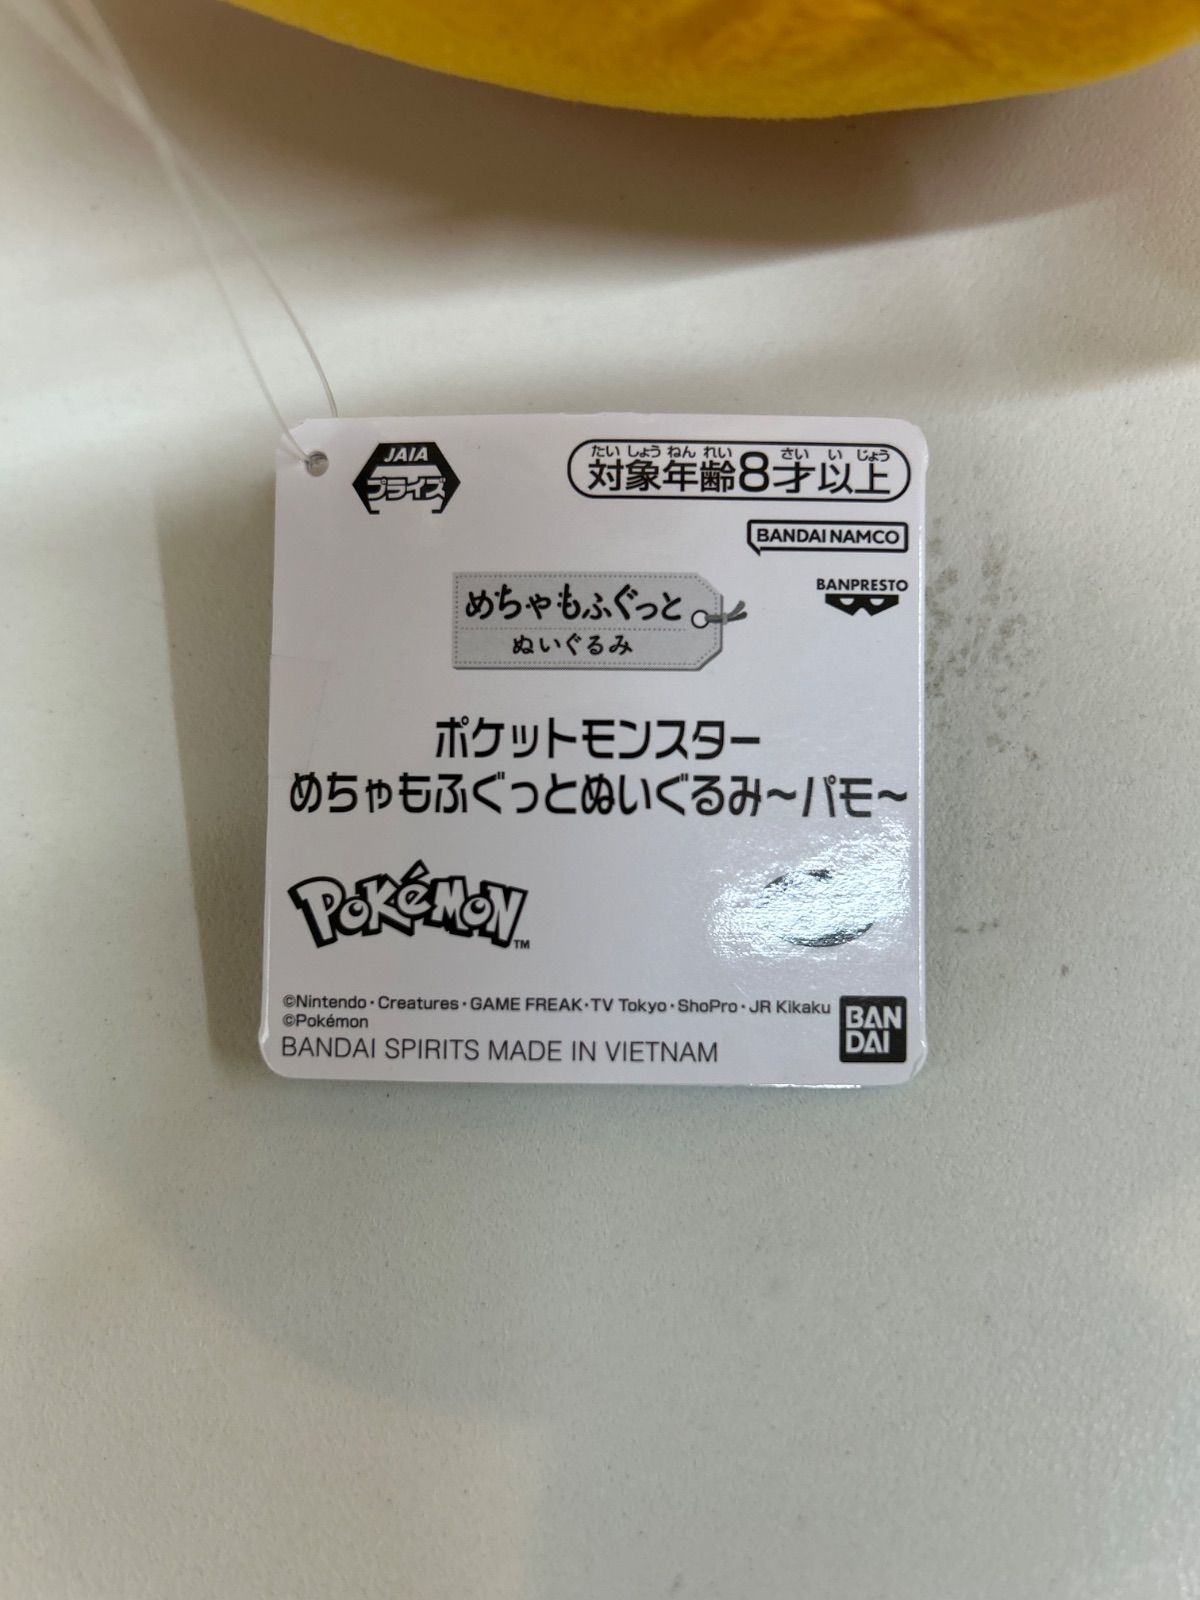 JAIA
プライズ
たいしょうねんれい さい い じょう
対象年齢8才以上
BANDAI NAMCO
BANPRESTO
めちゃもふぐっと
ぬいぐるみ
ポケットモンスター
めちゃもふぐっとぬいぐるみ～パモ～
POKéMON™
©Nintendo・Creatures・GAME FREAK・TV Tokyo・ShoPro・JR Kikaku
©Pokémon
BANDAI SPIRITS MADE IN VIETNAM
BAN
DAI